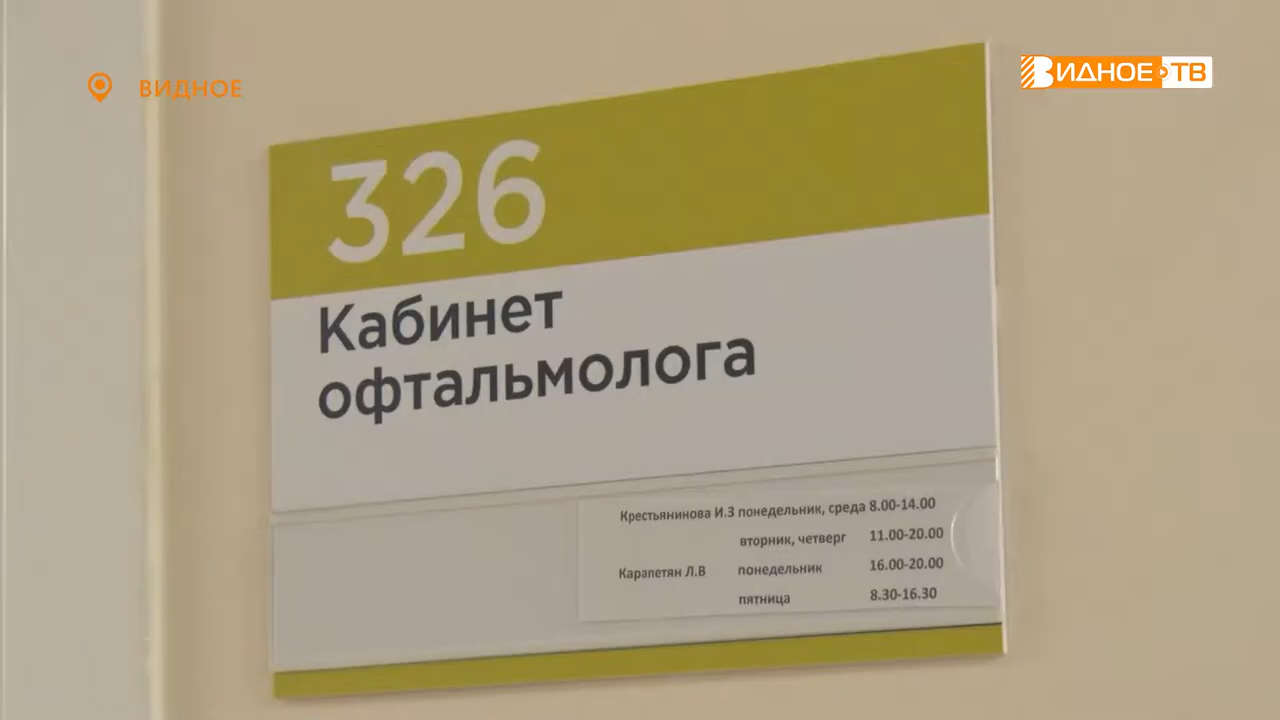 ВИДНОЕ
ВИДНОЕ ТВ
326
Кабинет
офтальмолога
Крестьянинова И.З понедельник, среда 8.00-14.00
вторник, четверг 11.00-20.00
Карапетян Л.В понедельник 16.00-20.00
пятница 8.30-16.30